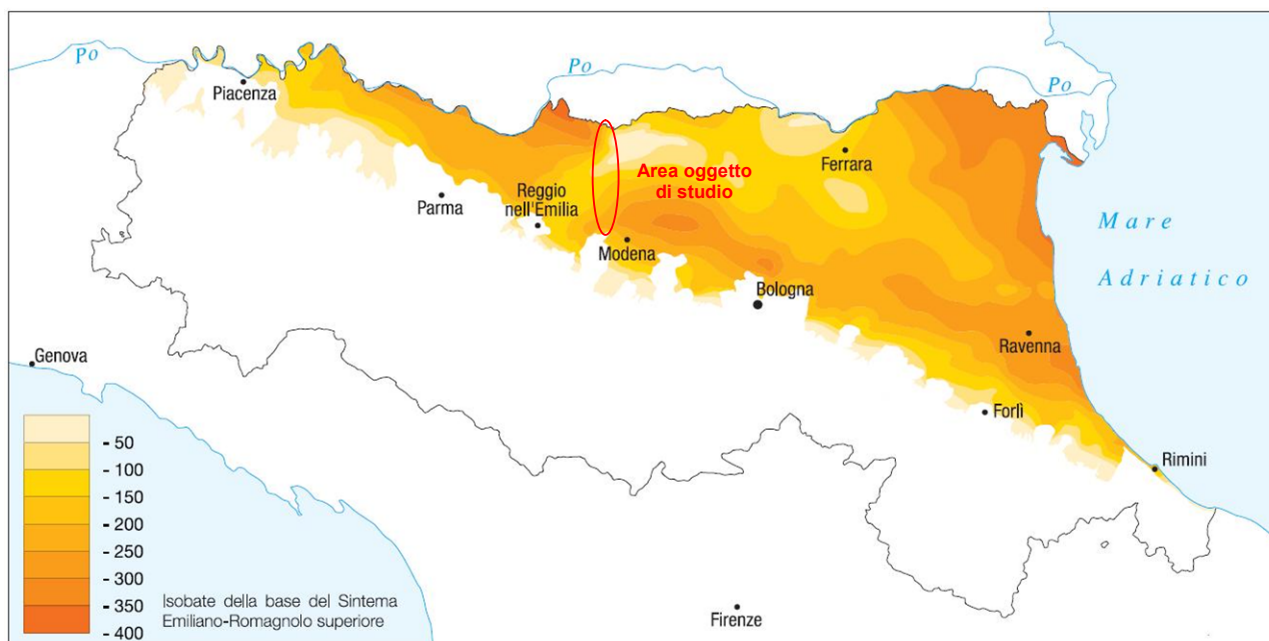 Po
Piacenza
Po
Po
Ferrara
Area oggetto
di studio
Parma
Reggio
nell'Emilia
Modena
Mare
Adriatico
Bologna
Ravenna
Genova
Forlì
Rimini
Firenze
- 50
- 100
- 150
- 200
- 250
- 300
- 350
- 400
Isobate della base del Sintema
Emiliano-Romagnolo superiore